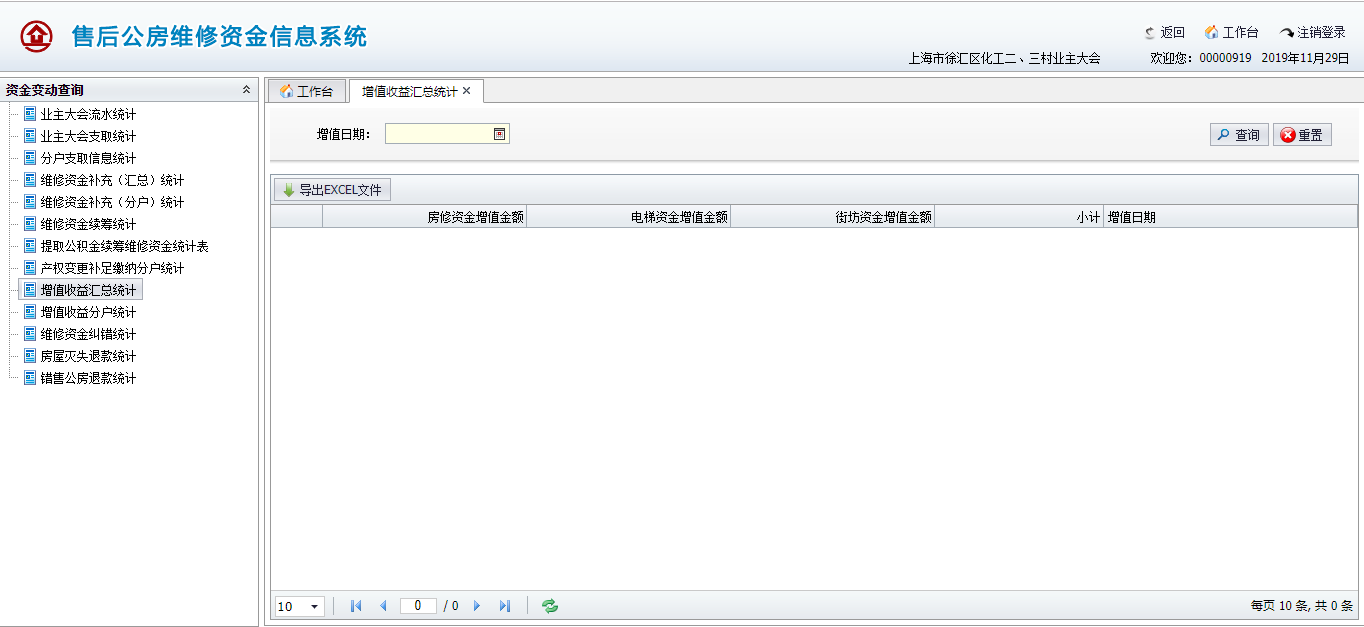 售后公房维修资金信息系统
返回 工作台 注销登录
上海市徐汇区化工二、三村业主大会 欢迎您: 00000919 2019年11月29日
资金变动查询
业主大会流水统计
业主大会支取统计
分户支取信息统计
维修资金补充（汇总）统计
维修资金补充（分户）统计
维修资金续筹统计
提取公积金续筹维修资金统计表
产权变更补足缴纳分户统计
增值收益汇总统计
增值收益分户统计
维修资金纠错统计
房屋灭失退款统计
错售公房退款统计
工作台 增值收益汇总统计
增值日期: 查询 重置
导出EXCEL文件
房修资金增值金额 电梯资金增值金额 街坊资金增值金额 小计 增值日期
10 0 / 0 每页 10 条, 共 0 条